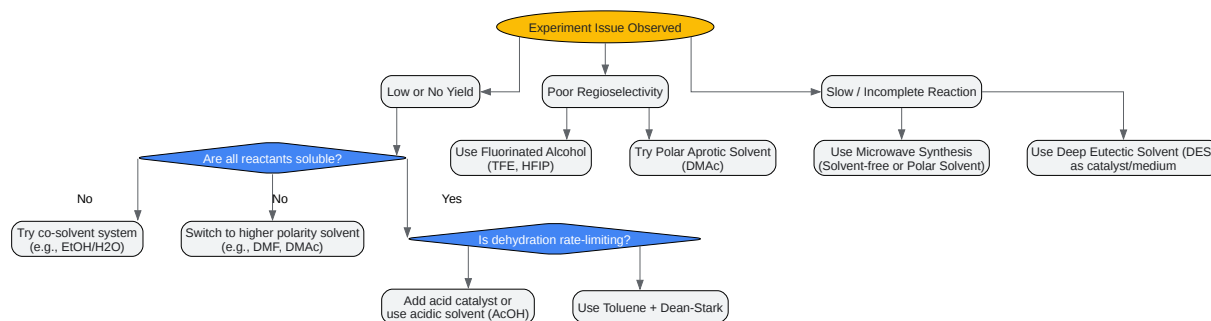 Experiment Issue Observed
Low or No Yield
Poor Regioselectivity
Slow / Incomplete Reaction
Are all reactants soluble?
Use Fluorinated Alcohol
(TFE, HFIP)
Try Polar Aprotic Solvent
(DMAc)
Use Microwave Synthesis
(Solvent-free or Polar Solvent)
Use Deep Eutectic Solvent (DES
as catalyst/medium
No
No
Yes
Try co-solvent system
(e.g., EtOH/H2O)
Switch to higher polarity solvent
(e.g., DMF, DMAc)
Is dehydration rate-limiting?
Add acid catalyst or
use acidic solvent (AcOH)
Use Toluene + Dean-Stark